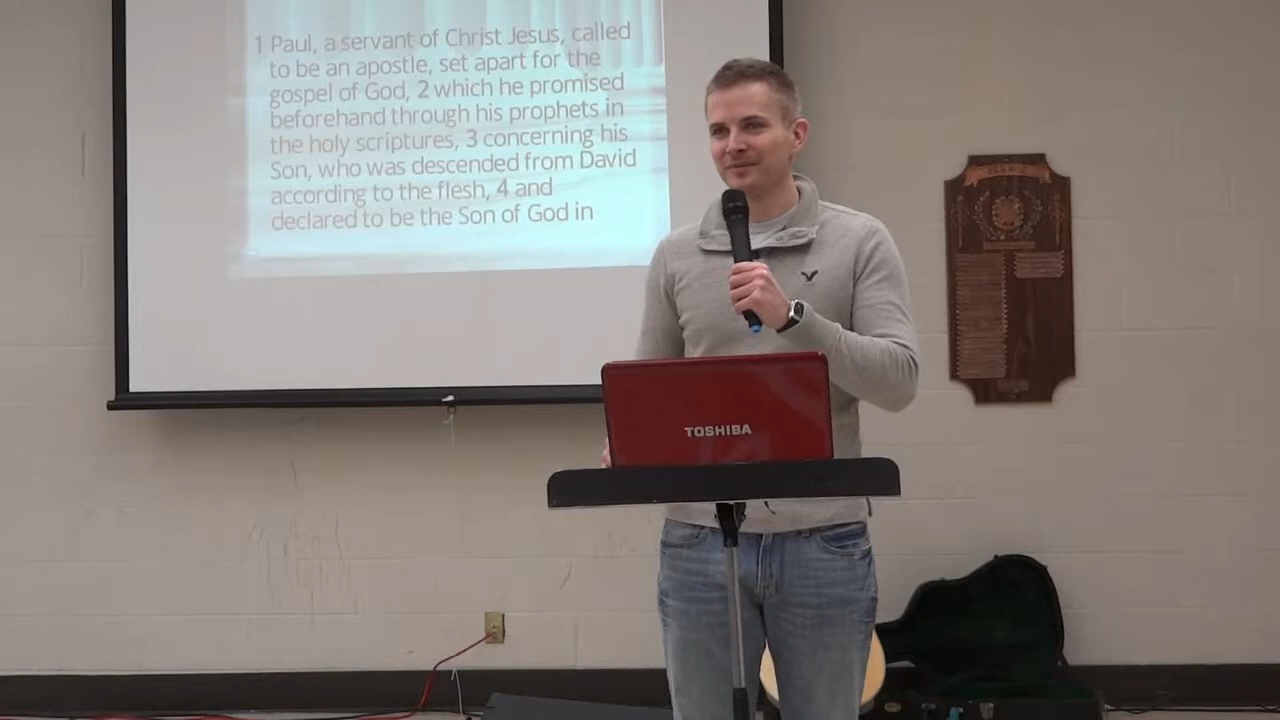 1 Paul, a servant of Christ Jesus, called
to be an apostle, set apart for the
gospel of God, 2 which he promised
beforehand through his prophets in
the holy scriptures, 3 concerning his
Son, who was descended from David
according to the flesh, 4 and
declared to be the Son of God in
TOSHIBA